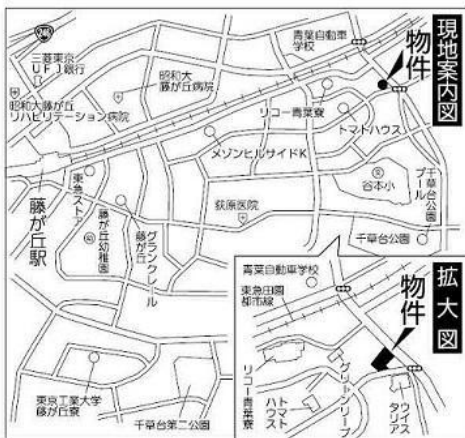 現地案内図
物件
青葉自動車
学校
246
三菱東京
UFJ銀行
昭和大
藤が丘病院
昭和大藤が丘
リハビリテーション病院
リコー青葉寮
トマトハウス
メゾンヒルサイドK
文
谷本小
千草台公園
プール
藤が丘駅
東急ストア
藤が丘幼稚園
グランクレール
藤が丘
荻原医院
千草台公園
東京工業大学
藤が丘寮
千草台第二公園
拡大図
物件
青葉自動車学校
東急田園
都市線
リコー青葉寮
トマト
ハウス
グリーンリーブ
ウイス
タリア